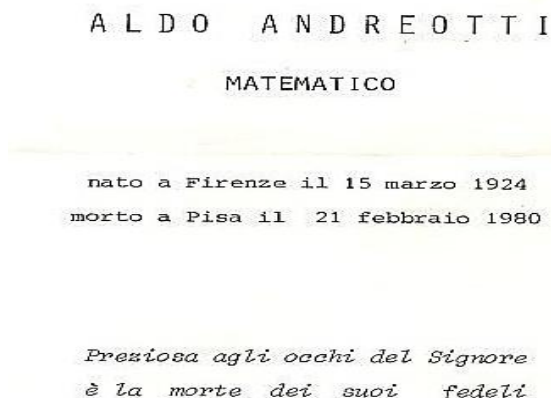 ALDO ANDREOTTI
MATEMATICO
nato a Firenze il 15 marzo 1924
morto a Pisa il 21 febbraio 1980
Preziosa agli occhi del Signore
è la morte dei suoi fedeli